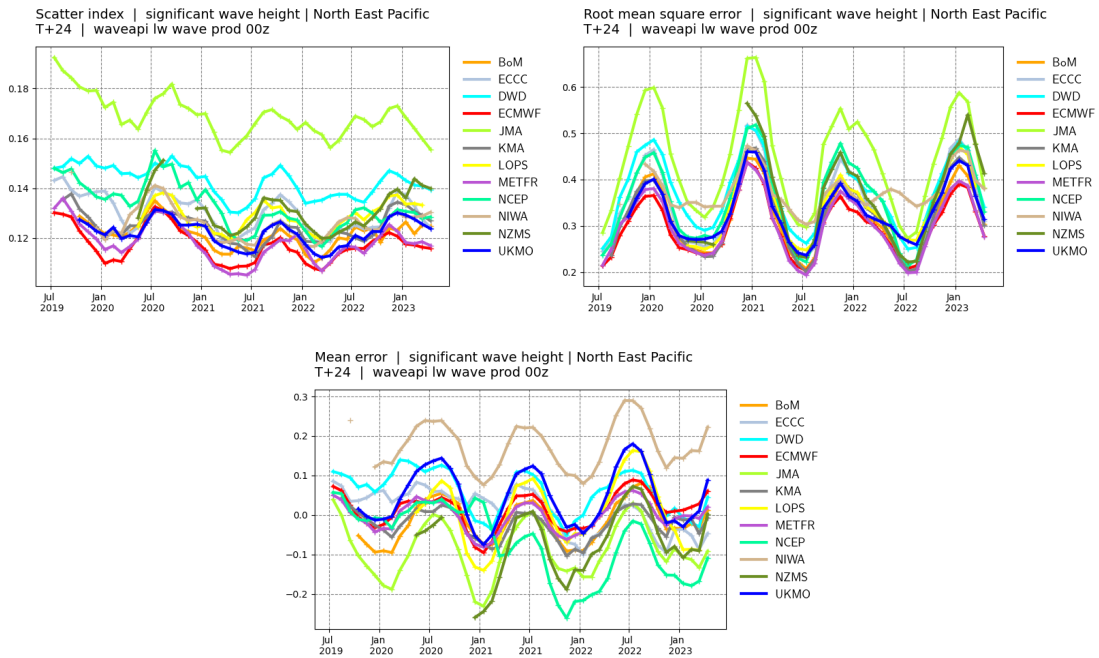 Scatter index | significant wave height | North East Pacific
T+24 | waveapi lw wave prod 00z
0.18
0.16
0.14
0.12
Jul 2019
Jan 2020
Jul 2020
Jan 2021
Jul 2021
Jan 2022
Jul 2022
Jan 2023
BoM
ECCC
DWD
ECMWF
JMA
KMA
LOPS
METFR
NCEP
NIWA
NZMS
UKMO
Root mean square error | significant wave height | North East Pacific
T+24 | waveapi lw wave prod 00z
0.6
0.5
0.4
0.3
0.2
Jul 2019
Jan 2020
Jul 2020
Jan 2021
Jul 2021
Jan 2022
Jul 2022
Jan 2023
BoM
ECCC
DWD
ECMWF
JMA
KMA
LOPS
METFR
NCEP
NIWA
NZMS
UKMO
Mean error | significant wave height | North East Pacific
T+24 | waveapi lw wave prod 00z
0.3
0.2
0.1
0.0
−0.1
−0.2
Jul 2019
Jan 2020
Jul 2020
Jan 2021
Jul 2021
Jan 2022
Jul 2022
Jan 2023
BoM
ECCC
DWD
ECMWF
JMA
KMA
LOPS
METFR
NCEP
NIWA
NZMS
UKMO